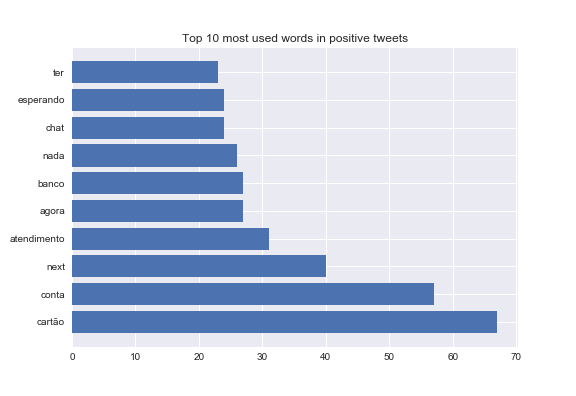 Top 10 most used words in positive tweets
ter
esperando
chat
nada
banco
agora
atendimento
next
conta
cartão
0 10 20 30 40 50 60 70